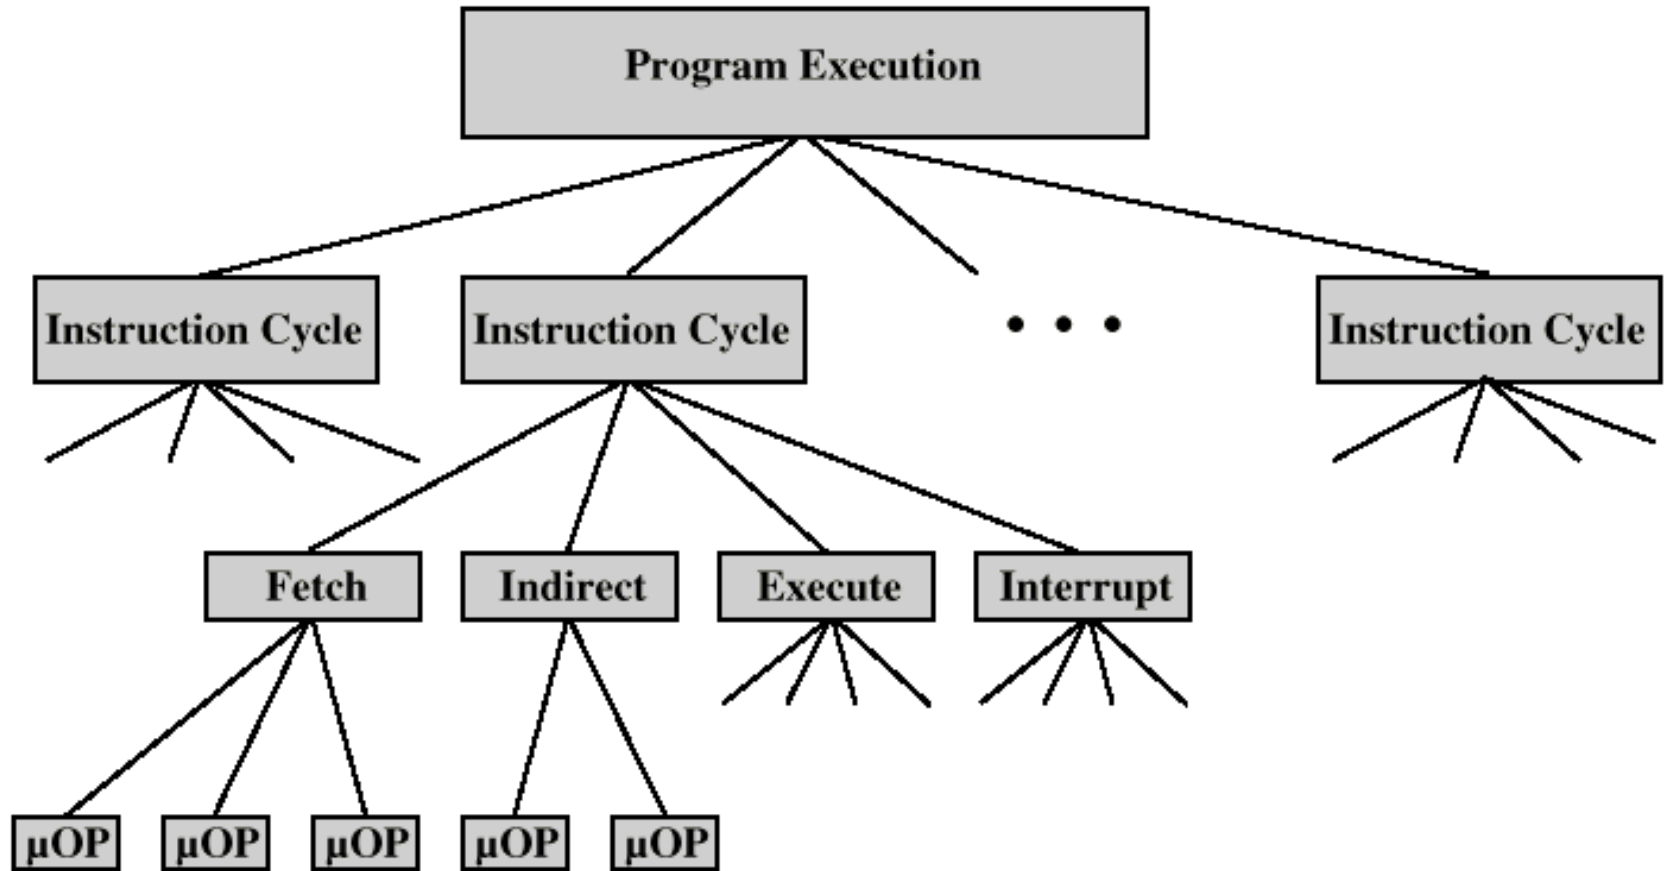 Program Execution
Instruction Cycle
Instruction Cycle
• • •
Instruction Cycle
Fetch
Indirect
Execute
Interrupt
μOP
μOP
μOP
μOP
μOP